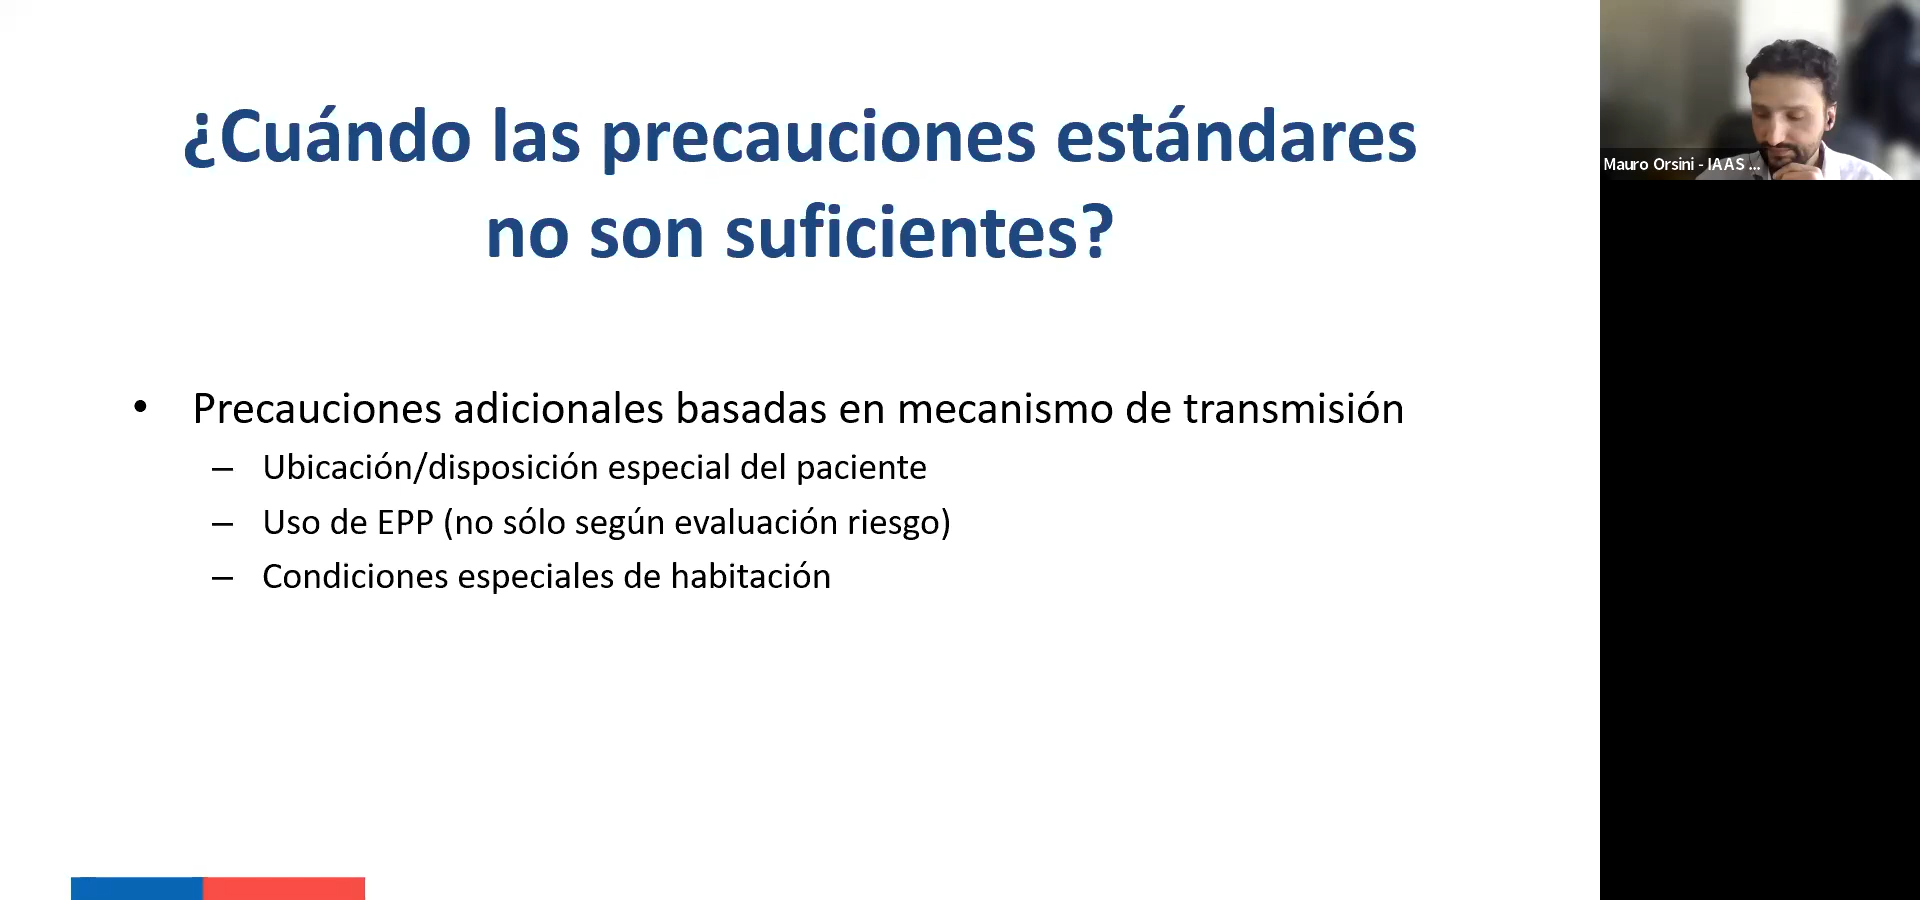 ¿Cuándo las precauciones estándares
no son suficientes?
• Precauciones adicionales basadas en mecanismo de transmisión
– Ubicación/disposición especial del paciente
– Uso de EPP (no sólo según evaluación riesgo)
– Condiciones especiales de habitación
Mauro Orsini - IAAS ...